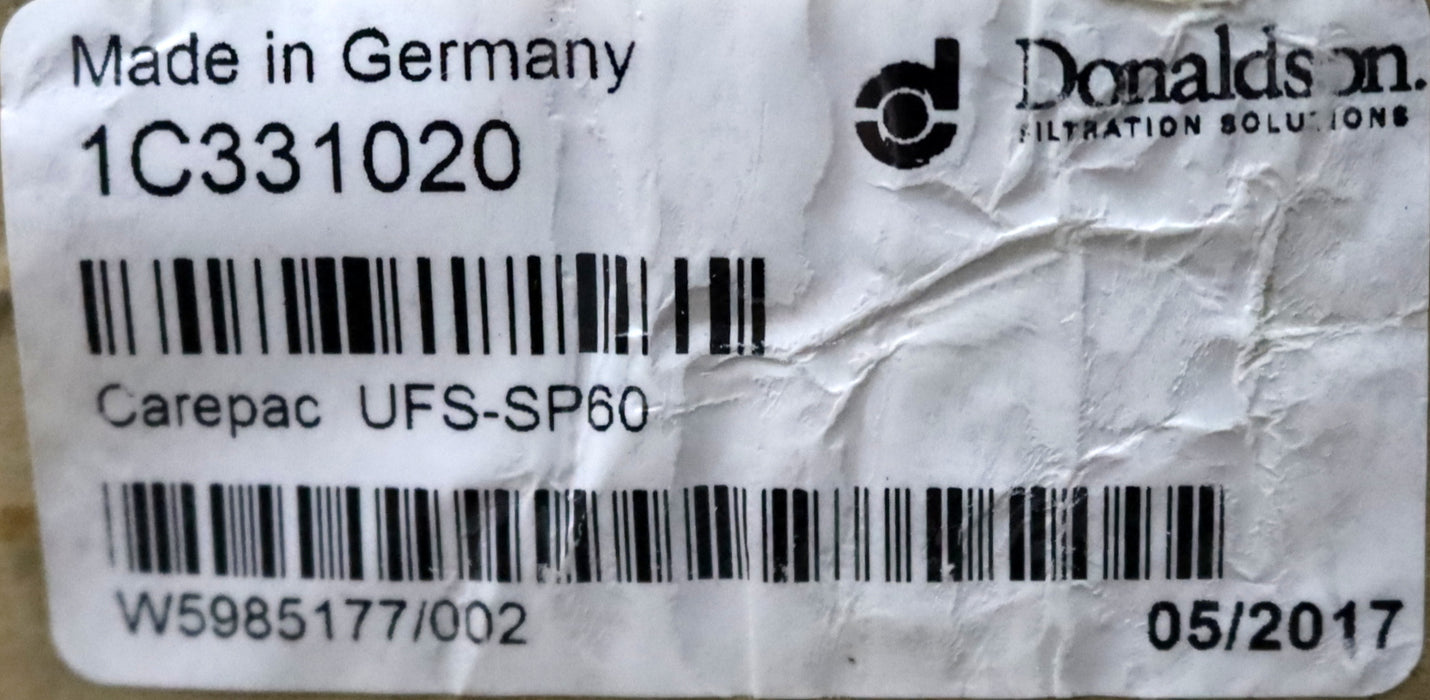 Made in Germany
1C331020
Donaldson.
FILTRATION SOLUTIONS
Carepac UFS-SP60
W5985177/002
05/2017